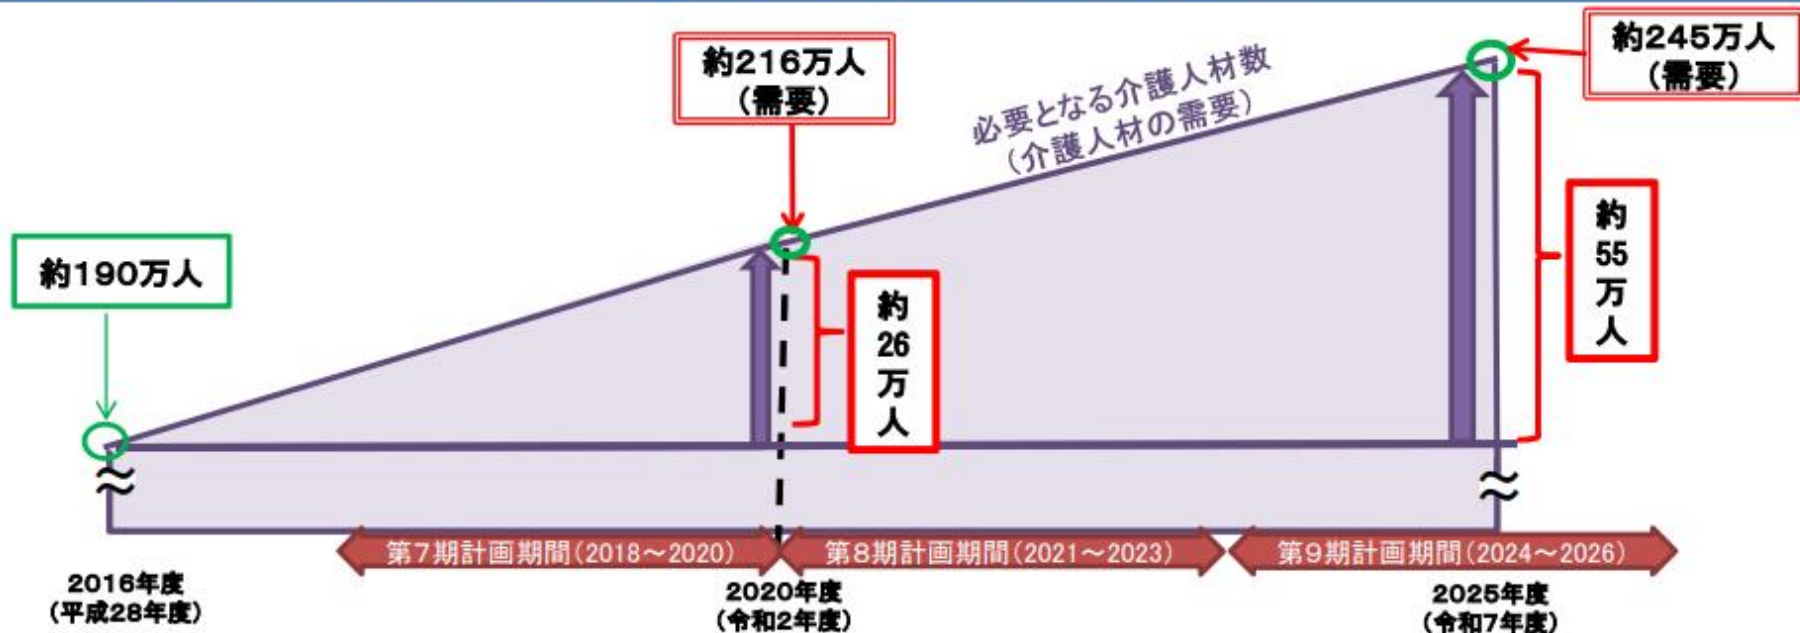 約190万人
約216万人
（需要）
約26万人
必要となる介護人材数
（介護人材の需要）
約245万人
（需要）
約55万人
第7期計画期間（2018～2020）
第8期計画期間（2021～2023）
第9期計画期間（2024～2026）
2016年度
（平成28年度）
2020年度
（令和2年度）
2025年度
（令和7年度）